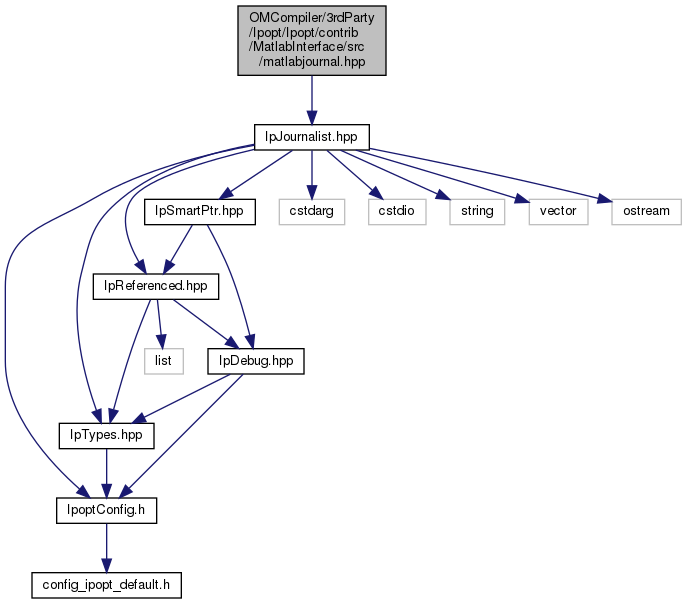 OMCompiler/3rdParty
/Ipopt/Ipopt/contrib
/MatlabInterface/src
/matlabjournal.hpp
IpJournalist.hpp
IpSmartPtr.hpp
cstdarg
cstdio
string
vector
ostream
IpReferenced.hpp
list
IpDebug.hpp
IpTypes.hpp
IpoptConfig.h
config_ipopt_default.h